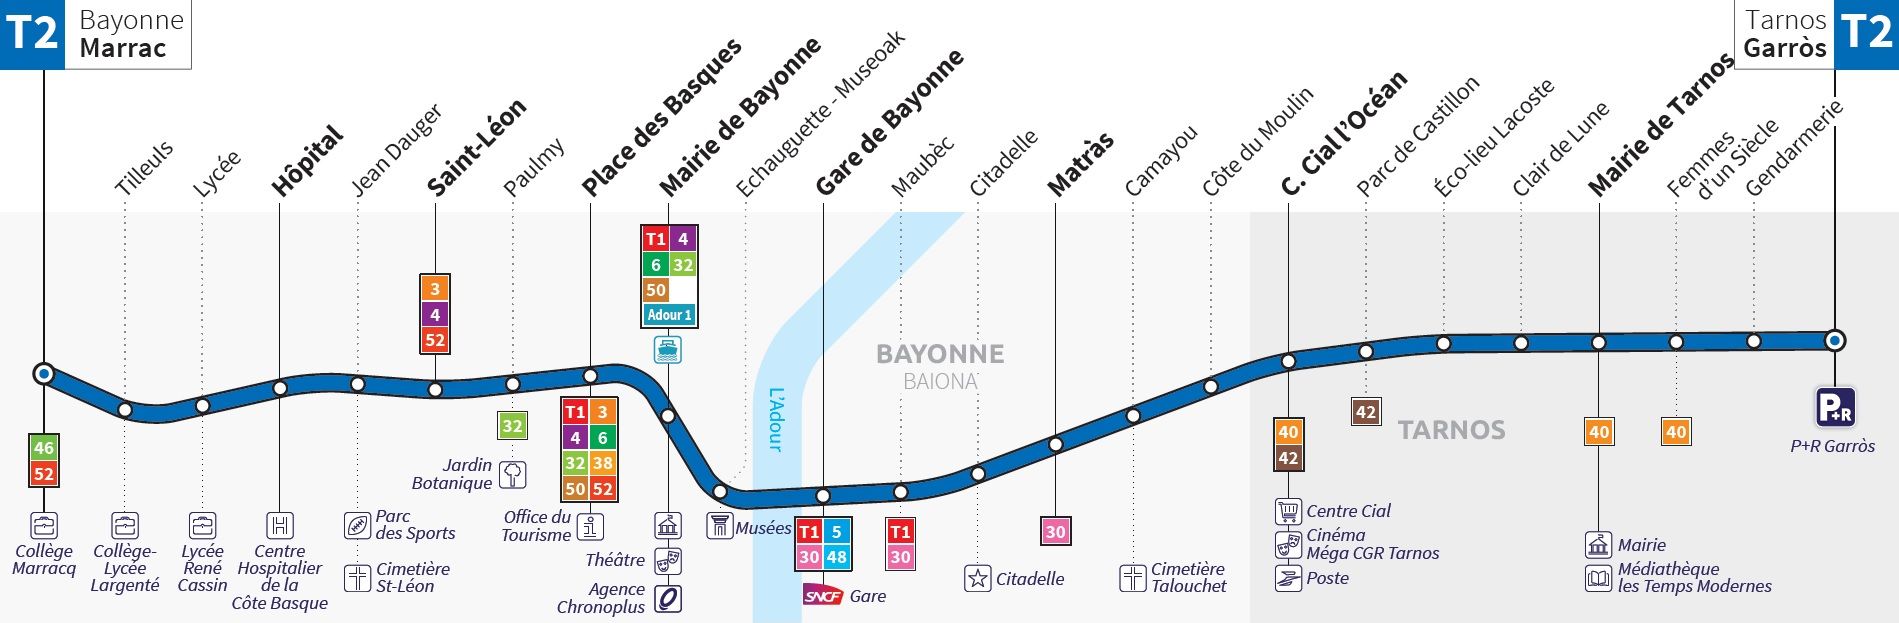 T2
Bayonne
Marrac
Tarnos
Garròs
T2
Tilleuls
Lycée
Hôpital
Jean Dauger
Saint-Léon
Paulmy
Place des Basques
Mairie de Bayonne
Echauguette - Museoak
Gare de Bayonne
Maubèc
Citadelle
Matràs
Camayou
Côte du Moulin
C. Cial l'Océan
Parc de Castillon
Éco-lieu Lacoste
Clair de Lune
Mairie de Tarnos
Femmes
d'un Siècle
Gendarmerie
T1 4
6 32
50
Adour 1
3
4
52
BAYONNE
BAIONA
L'Adour
TARNOS
46
52
32
T1 3
4 6
32 38
50 52
T1 5
30 48
T1
30
30
40
42
42
40
40
P+R
P+R Garròs
Collège
Marracq
Collège-
Lycée
Largenté
Lycée
René
Cassin
H
Centre
Hospitalier
de la
Côte Basque
Parc
des Sports
Cimetière
St-Léon
Jardin
Botanique
Office du
Tourisme
i
Théâtre
Agence
Chronoplus
Musées
SNCF
Gare
Citadelle
Cimetière
Talouchet
Centre Cial
Cinéma
Méga CGR Tarnos
Poste
Mairie
Médiathèque
les Temps Modernes